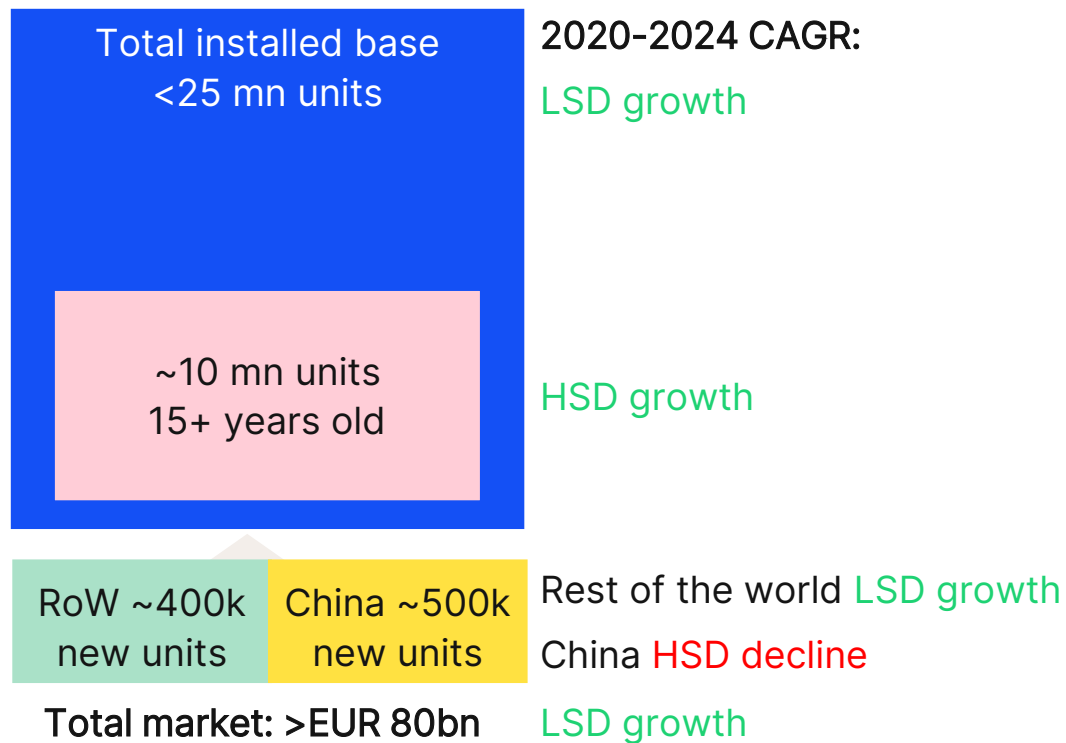 Total installed base
<25 mn units
2020-2024 CAGR:
LSD growth
~10 mn units
15+ years old
HSD growth
RoW ~400k
new units
China ~500k
new units
Rest of the world LSD growth
China HSD decline
Total market: >EUR 80bn
LSD growth